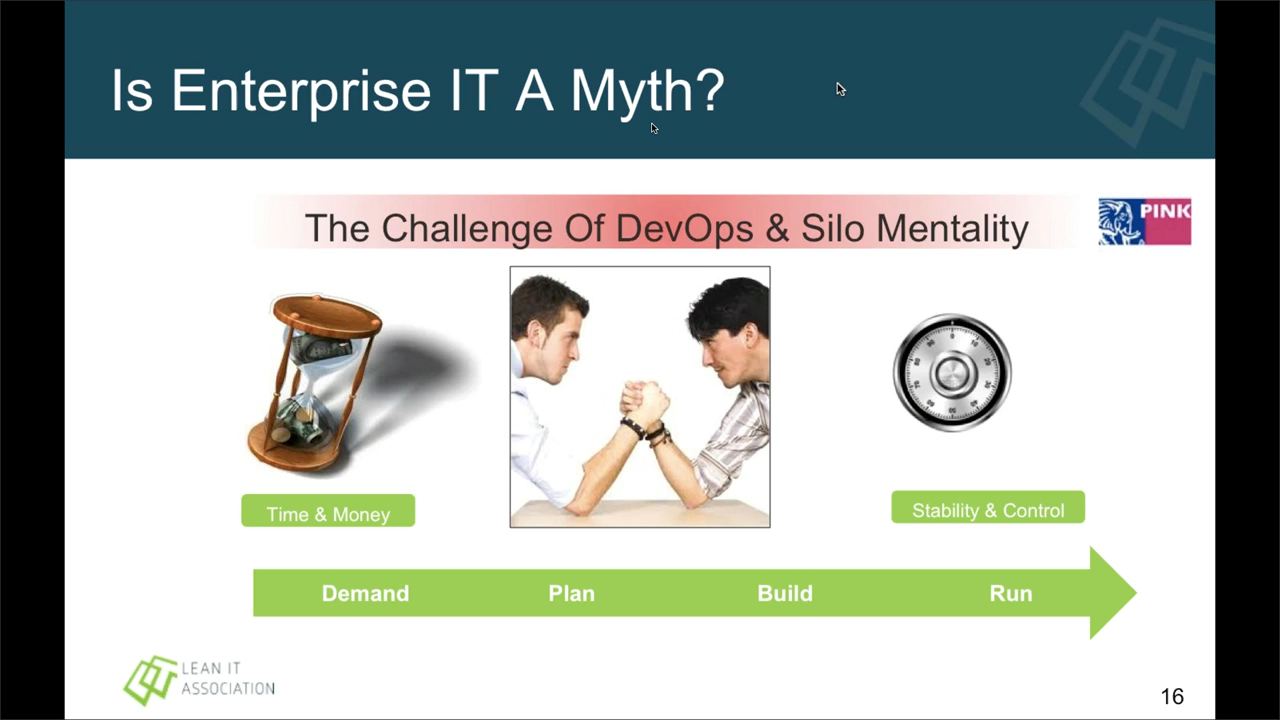 Is Enterprise IT A Myth?
The Challenge Of DevOps & Silo Mentality
PINK
Time & Money
Stability & Control
Demand Plan Build Run
LEAN IT
ASSOCIATION
16